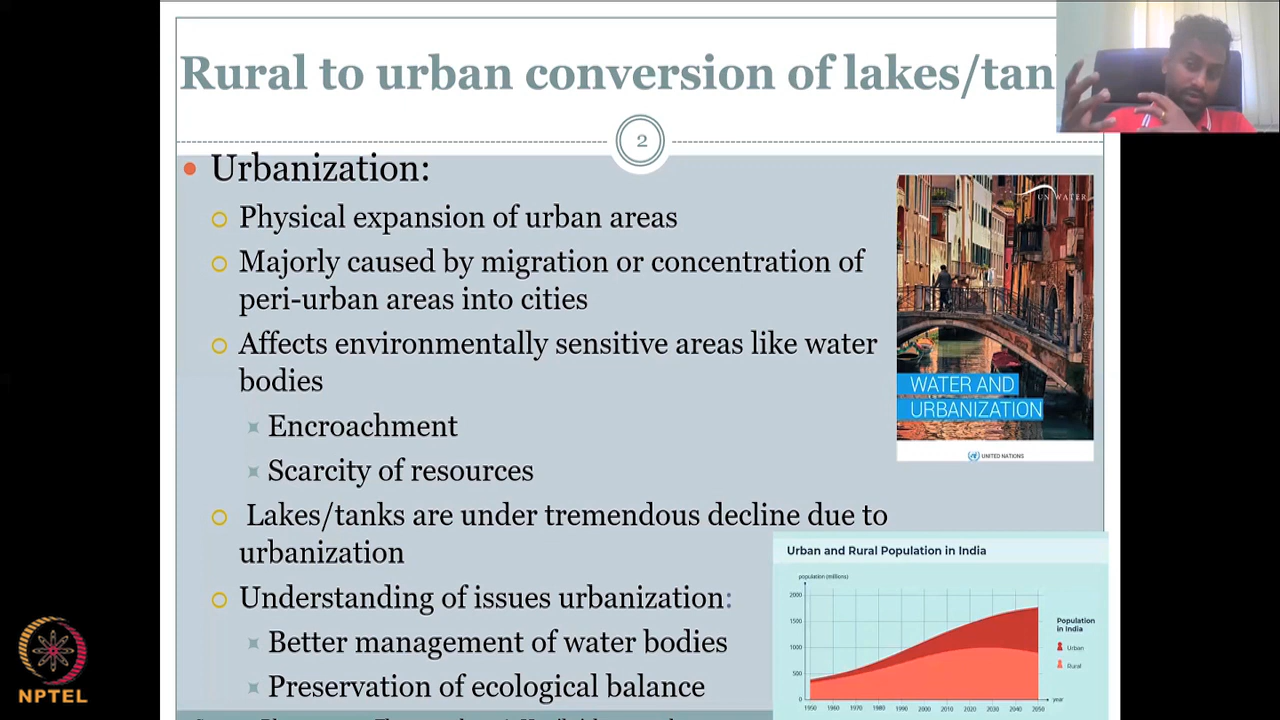 Rural to urban conversion of lakes/tan
2
Urbanization:
Physical expansion of urban areas
Majorly caused by migration or concentration of
peri-urban areas into cities
Affects environmentally sensitive areas like water
bodies
Encroachment
Scarcity of resources
Lakes/tanks are under tremendous decline due to
urbanization
Understanding of issues urbanization:
Better management of water bodies
Preservation of ecological balance
UN WATER
WATER AND
URBANIZATION
UNITED NATIONS
Urban and Rural Population in India
population (millions)
2000
1500
1000
500
0
1950 1960 1970 1980 1990 2000 2010 2020 2030 2040 2050
year
Population
in India
Urban
Rural
NPTEL